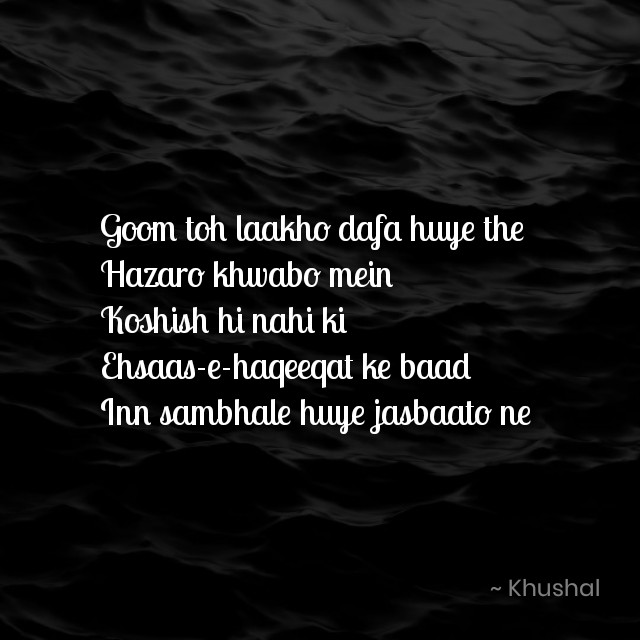 Goom toh laakho dafa huye the
Hazaro khwabo mein
Koshish hi nahi ki
Ehsaas-e-haqeeqat ke baad
Inn sambhale huye jasbaato ne
~ Khushal